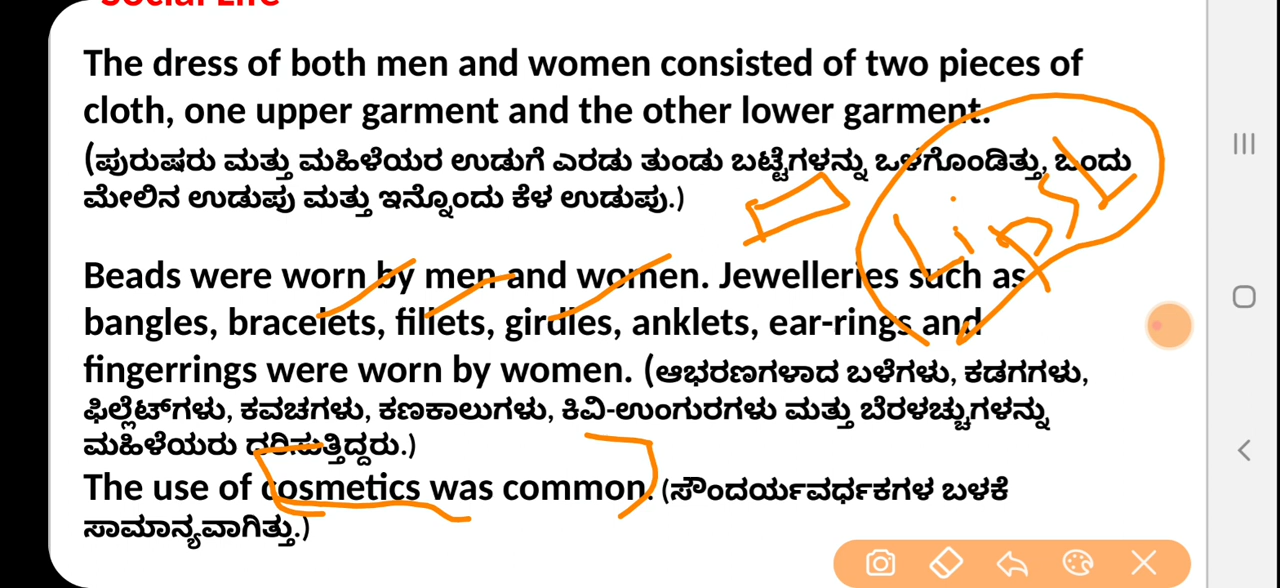 Social Life
The dress of both men and women consisted of two pieces of
cloth, one upper garment and the other lower garment.
(ಪುರುಷರು ಮತ್ತು ಮಹಿಳೆಯರ ಉಡುಗೆ ಎರಡು ತುಂಡು ಬಟ್ಟೆಗಳನ್ನು ಒಳಗೊಂಡಿತ್ತು, ಒಂದು
ಮೇಲಿನ ಉಡುಪು ಮತ್ತು ಇನ್ನೊಂದು ಕೆಳ ಉಡುಪು.)
Beads were worn by men and women. Jewelleries such as
bangles, bracelets, fillets, girdles, anklets, ear-rings and
fingerrings were worn by women. (ಆಭರಣಗಳಾದ ಬಳೆಗಳು, ಕಡಗಗಳು,
ಫಿಲ್ಲೆಟ್‌ಗಳು, ಕವಚಗಳು, ಕಣಕಾಲುಗಳು, ಕಿವಿ-ಉಂಗುರಗಳು ಮತ್ತು ಬೆರಳಚ್ಚುಗಳನ್ನು
ಮಹಿಳೆಯರು ಧರಿಸುತ್ತಿದ್ದರು.)
The use of cosmetics was common. (ಸೌಂದರ್ಯವರ್ಧಕಗಳ ಬಳಕೆ
ಸಾಮಾನ್ಯವಾಗಿತ್ತು.)